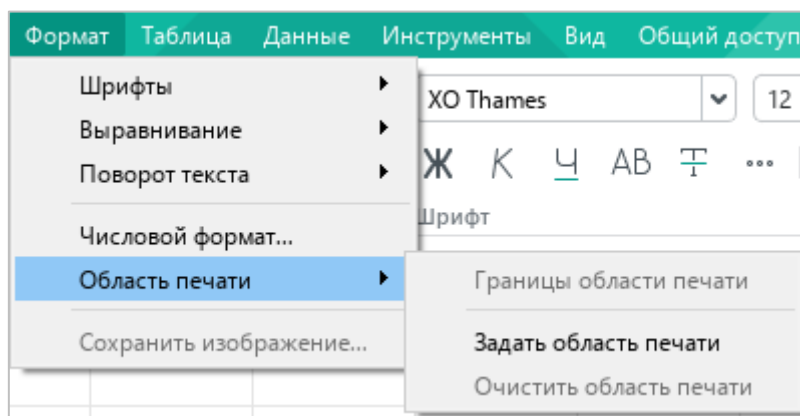 Формат Таблица Данные Инструменты Вид Общий доступ
Шрифты
XO Thames 12
Выравнивание
Ж К Ч АВ Т ...
Поворот текста
Шрифт
Числовой формат...
Область печати
Границы области печати
Сохранить изображение...
Задать область печати
Очистить область печати